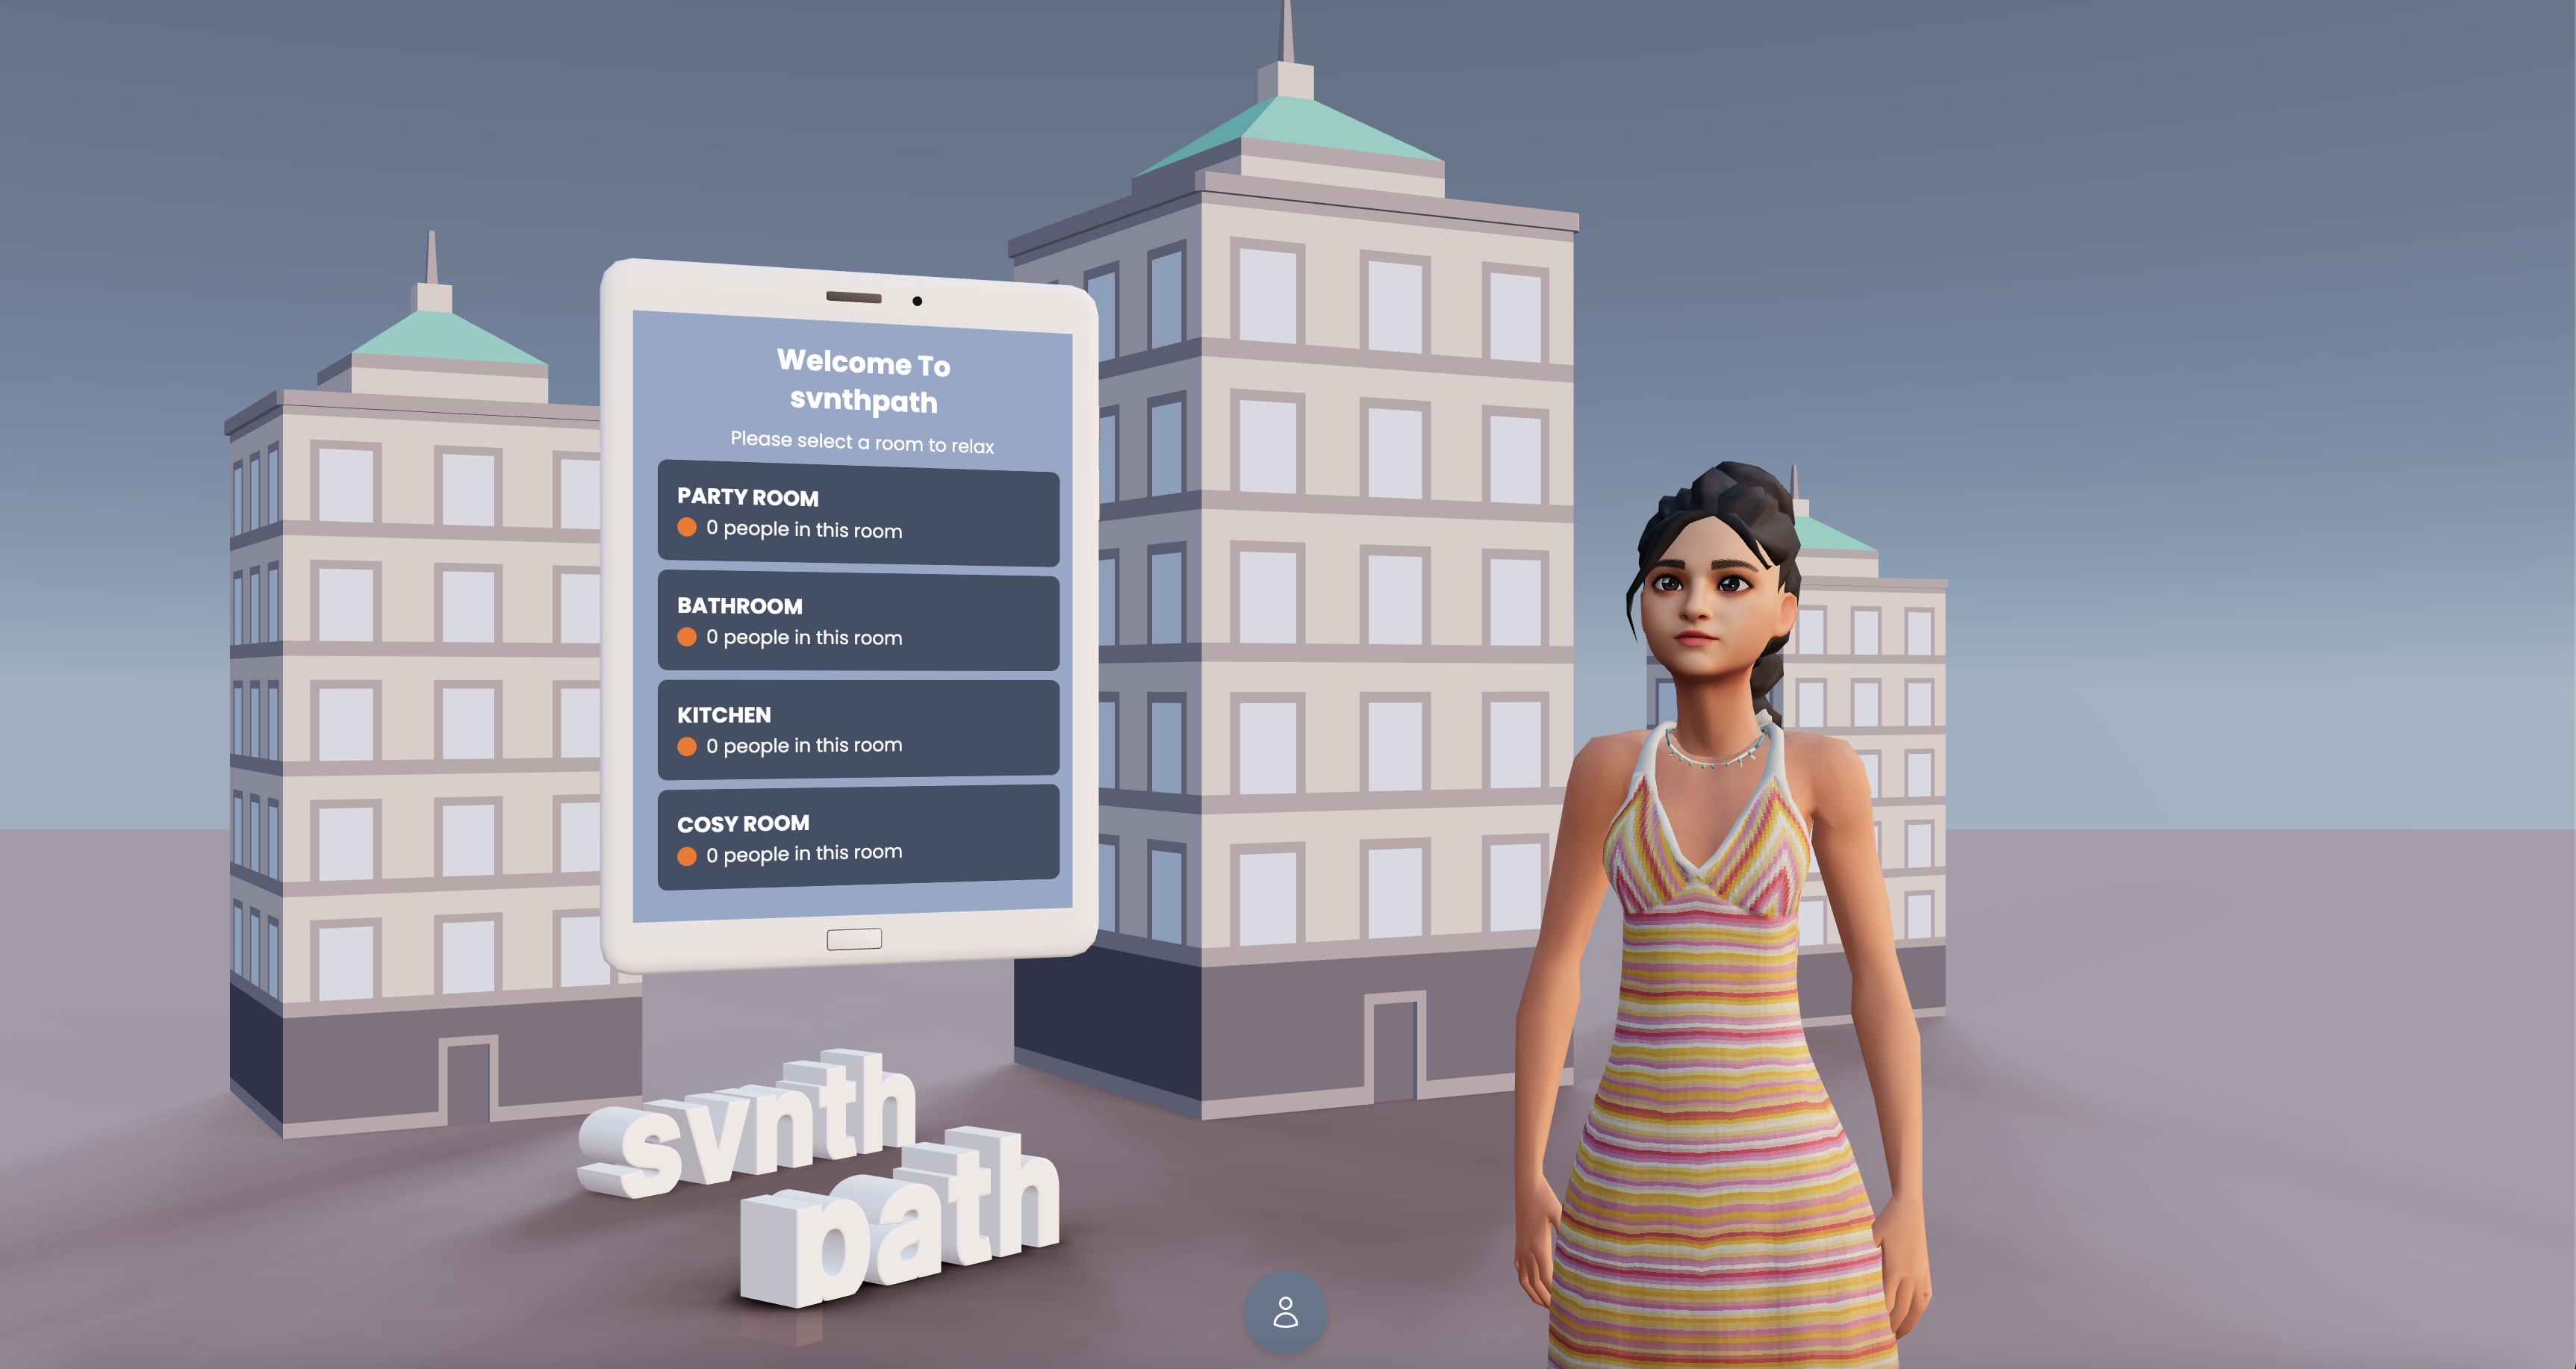 Welcome To
svnthpath
Please select a room to relax
PARTY ROOM
0 people in this room
BATHROOM
0 people in this room
KITCHEN
0 people in this room
COSY ROOM
0 people in this room
svnth
path